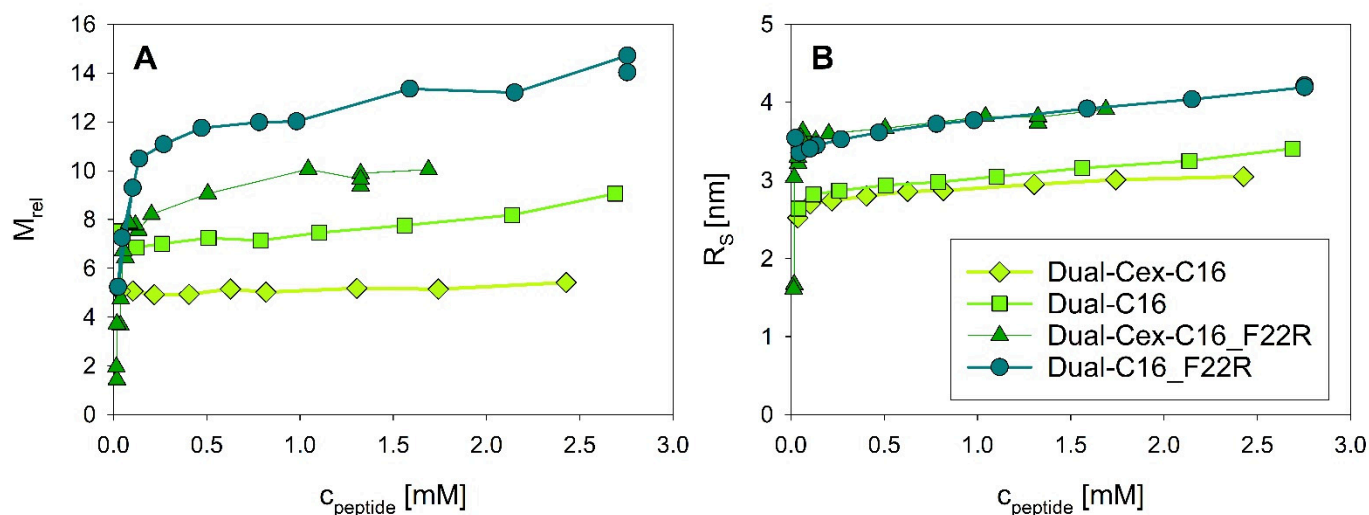 A
M_rel
16
14
12
10
8
6
4
2
0
0.0 0.5 1.0 1.5 2.0 2.5 3.0
c_peptide [mM]
B
R_S [nm]
5
4
3
2
1
0
Dual-Cex-C16
Dual-C16
Dual-Cex-C16_F22R
Dual-C16_F22R
0.0 0.5 1.0 1.5 2.0 2.5 3.0
c_peptide [mM]